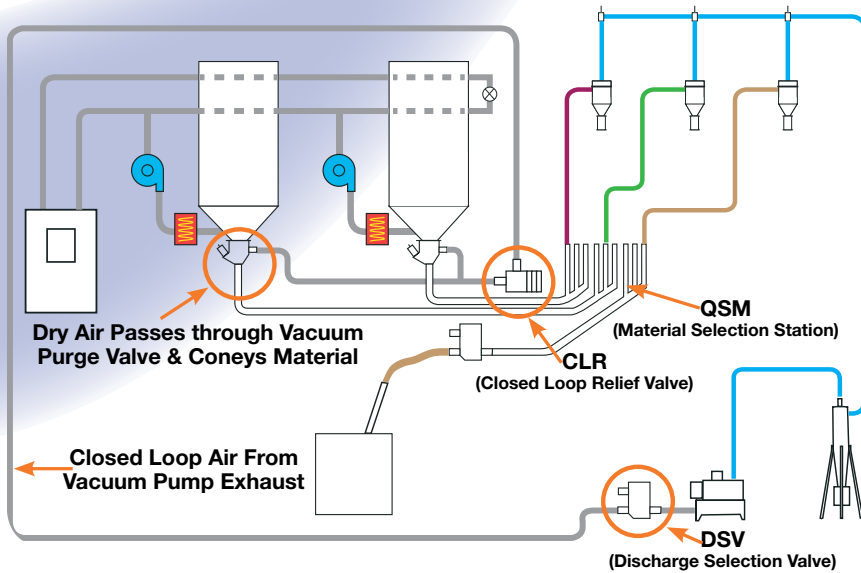 QSM
(Material Selection Station)
Dry Air Passes through Vacuum
Purge Valve & Coneys Material
CLR
(Closed Loop Relief Valve)
Closed Loop Air From
Vacuum Pump Exhaust
DSV
(Discharge Selection Valve)